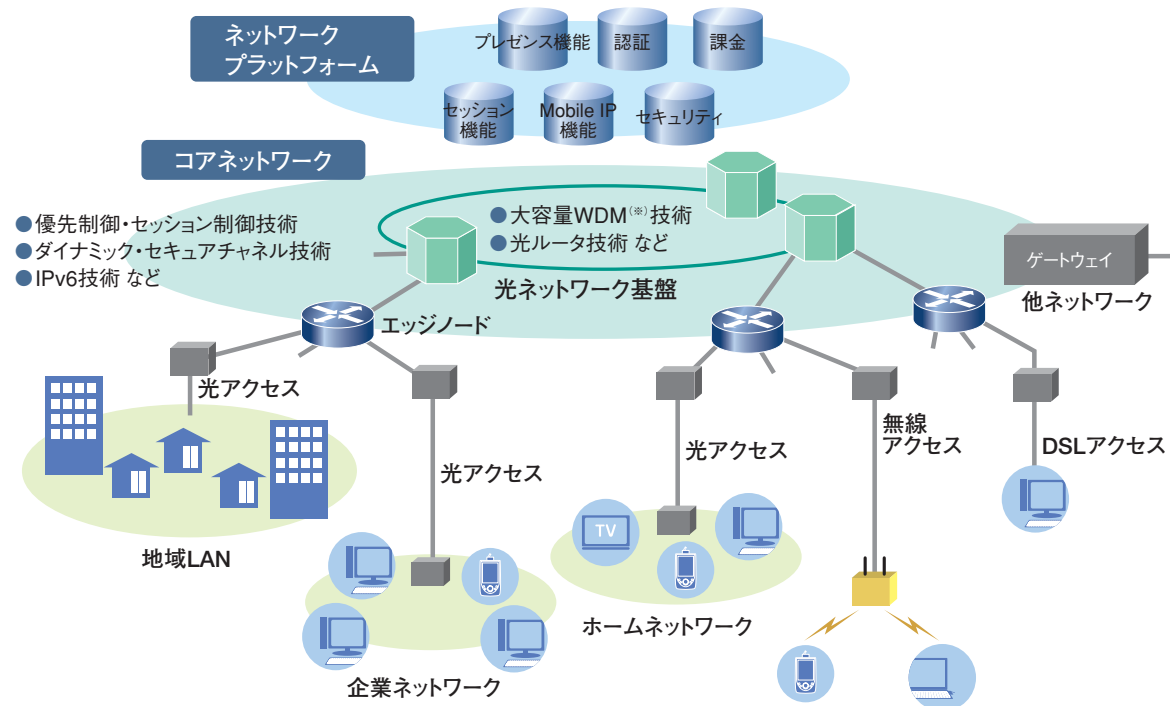 ネットワーク
プラットフォーム
プレゼンス機能
認証
課金
セッション
機能
Mobile IP
機能
セキュリティ
コアネットワーク
●優先制御・セッション制御技術
●ダイナミック・セキュアチャネル技術
●IPv6技術 など
●大容量WDM(※)技術
●光ルータ技術 など
光ネットワーク基盤
ゲートウェイ
他ネットワーク
エッジノード
光アクセス
光アクセス
光アクセス
無線
アクセス
DSLアクセス
地域LAN
TV
ホームネットワーク
企業ネットワーク